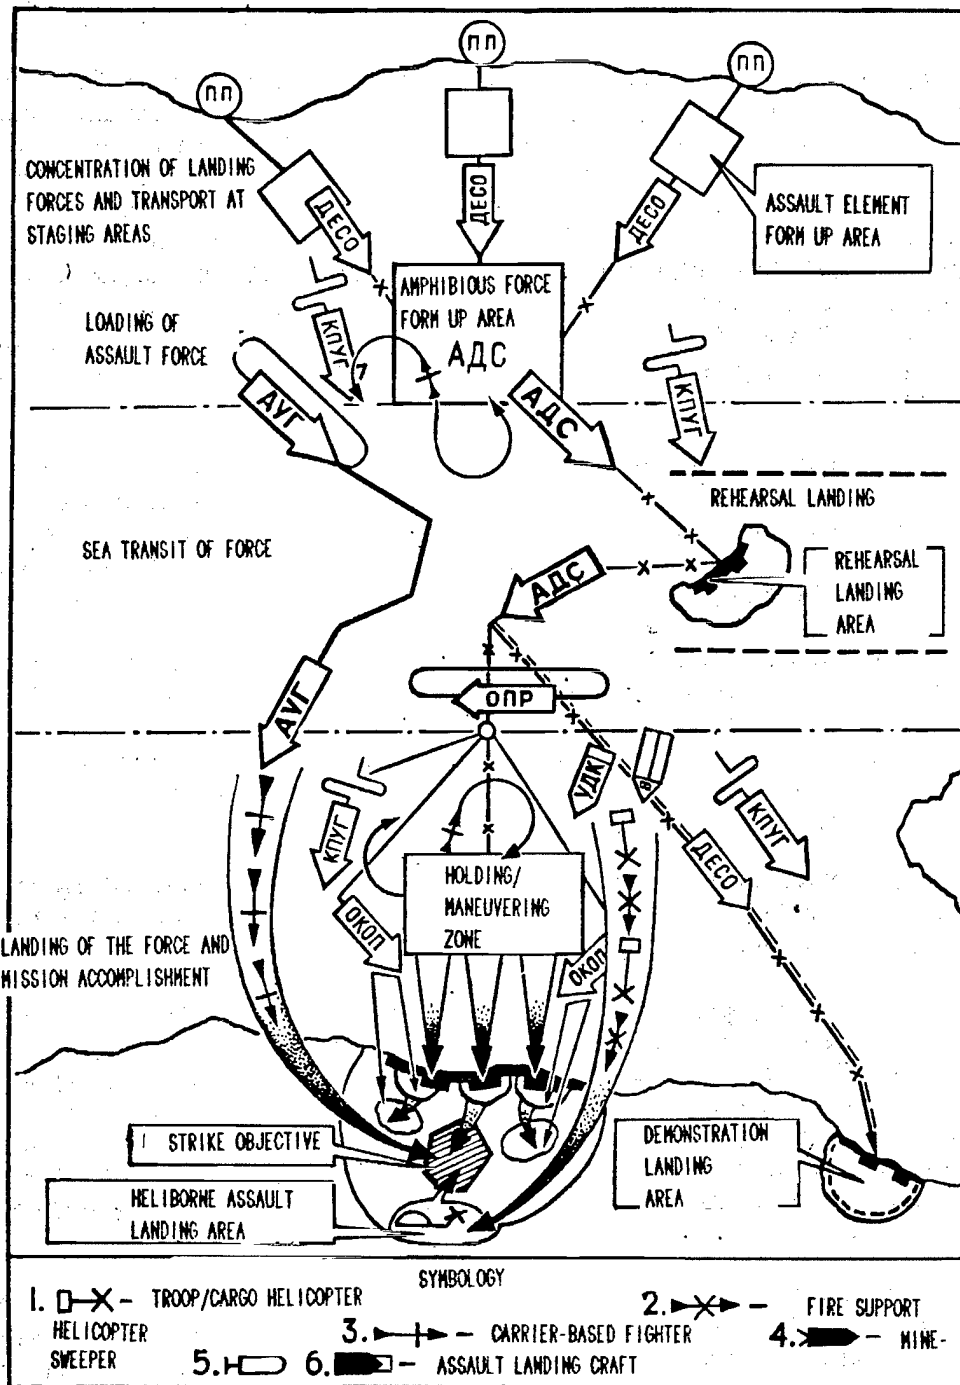 ПП
ПП
ПП
CONCENTRATION OF LANDING
FORCES AND TRANSPORT AT
STAGING AREAS
ДЕСО
ДЕСО
ДЕСО
ASSAULT ELEMENT
FORM UP AREA
AMPHIBIOUS FORCE
FORM UP AREA
АДС
LOADING OF
ASSAULT FORCE
КПУГ
КПУГ
АУГ
АДС
REHEARSAL LANDING
SEA TRANSIT OF FORCE
АДС
REHEARSAL
LANDING
AREA
АУГ
ОПР
УДК
В
КПУГ
КПУГ
ДЕСО
HOLDING/
MANEUVERING
ZONE
ОКОП
ОКОП
LANDING OF THE FORCE AND
MISSION ACCOMPLISHMENT
STRIKE OBJECTIVE
DEMONSTRATION
LANDING
AREA
HELIBORNE ASSAULT
LANDING AREA
SYMBOLOGY
1. - TROOP/CARGO HELICOPTER 2. - FIRE SUPPORT
HELICOPTER 3. - CARRIER-BASED FIGHTER 4. - MINE-
SWEEPER 5. 6. - ASSAULT LANDING CRAFT